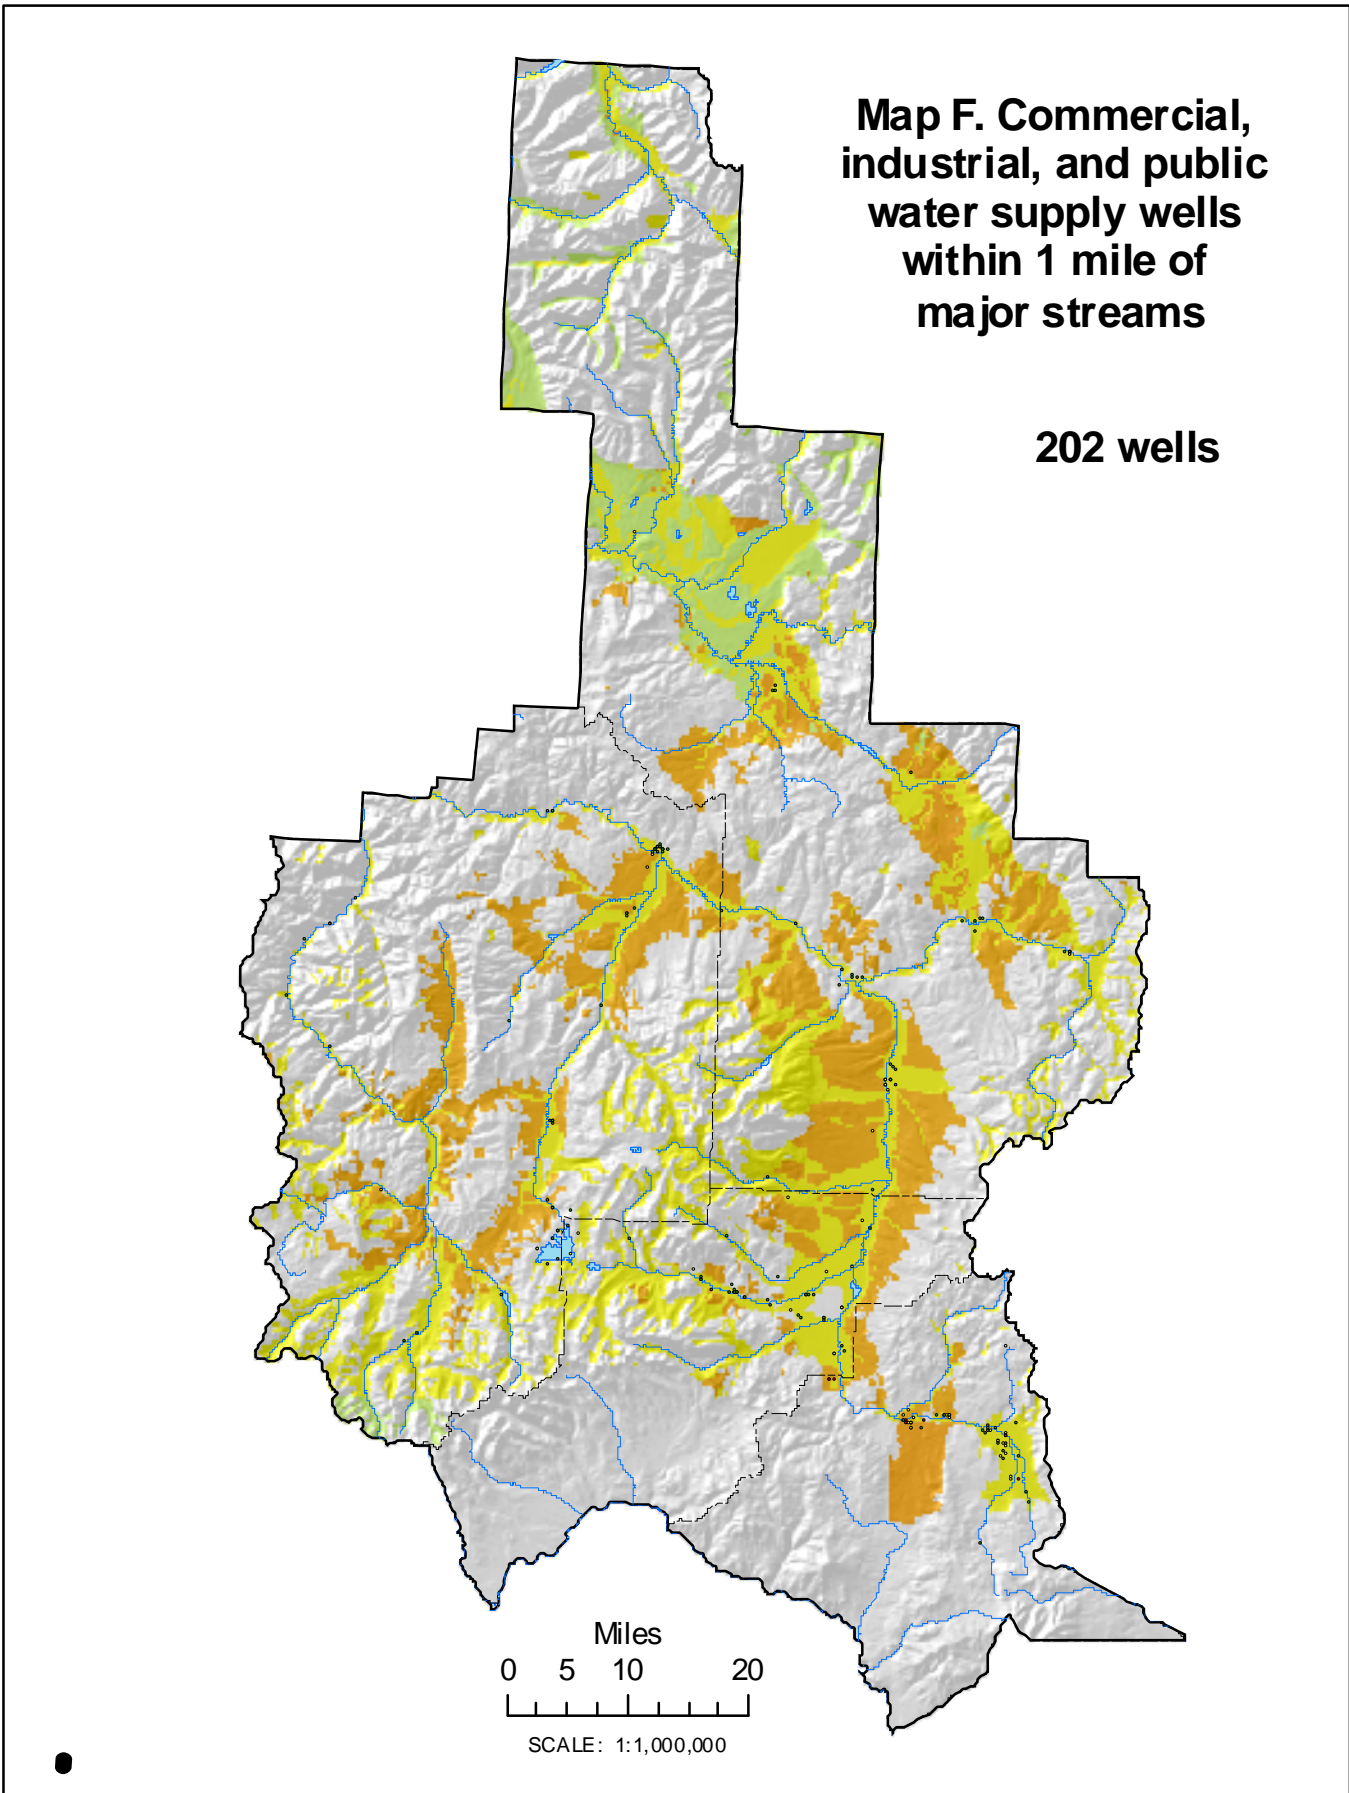 Map F. Commercial,
industrial, and public
water supply wells
within 1 mile of
major streams
202 wells
Miles
0 5 10 20
SCALE: 1:1,000,000